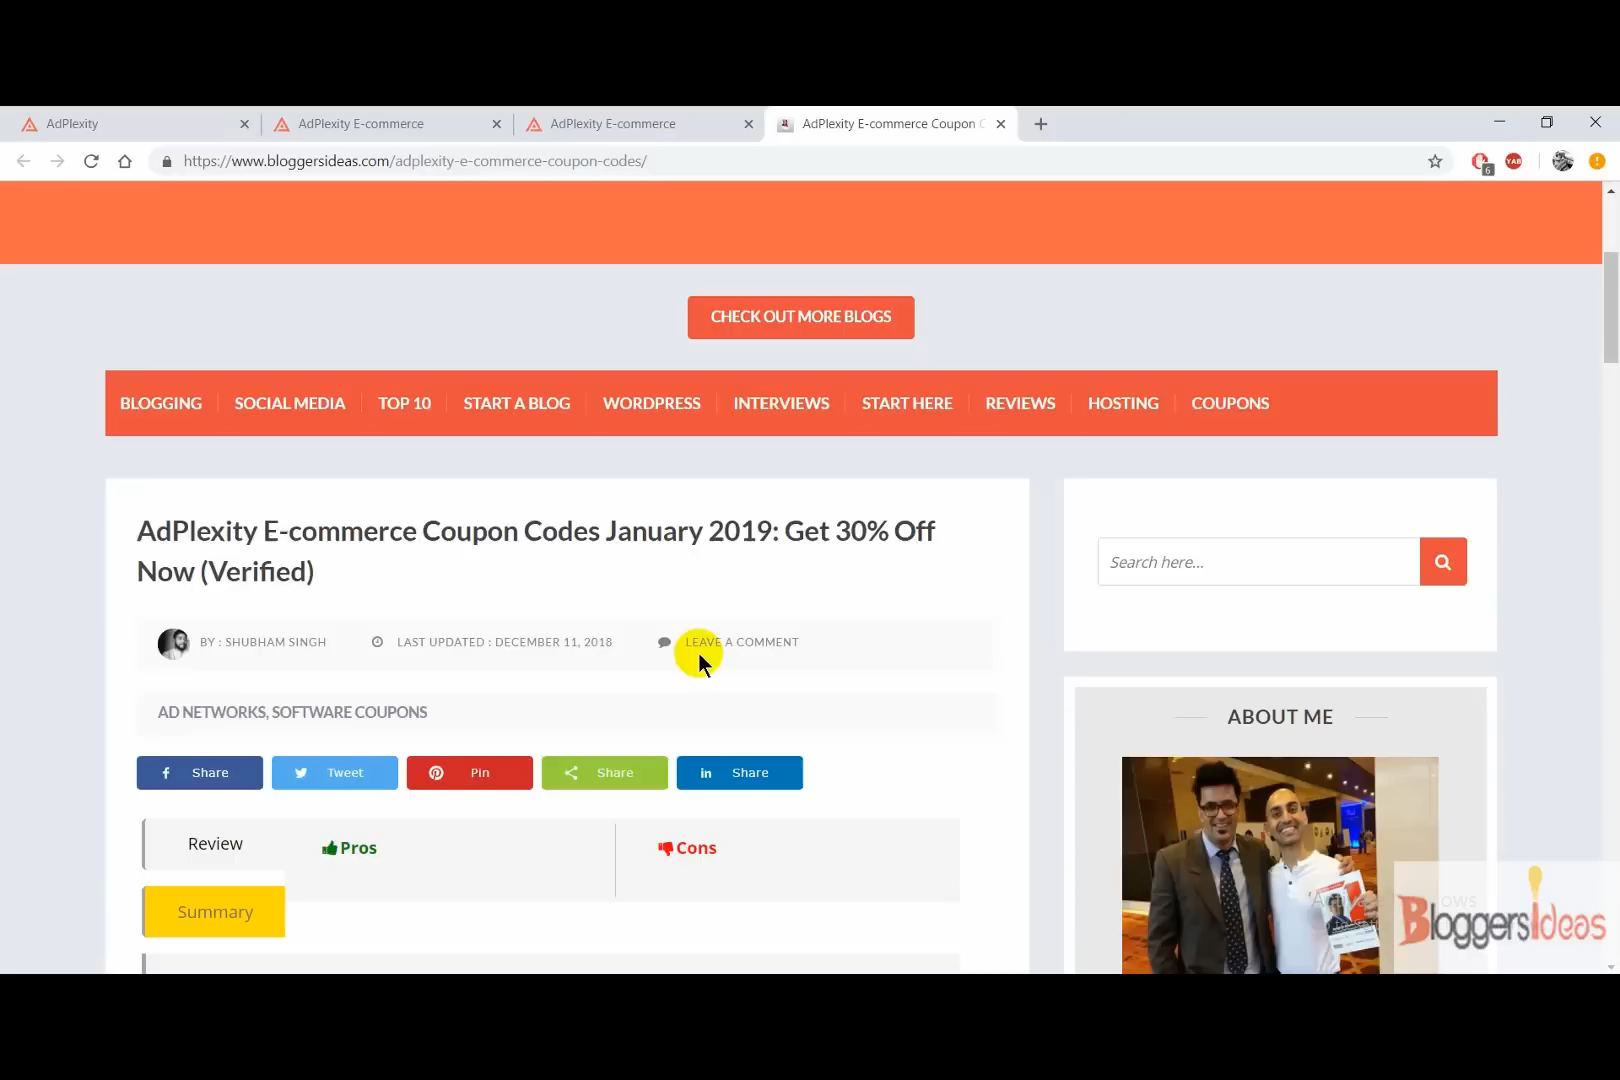 AdPlexity
AdPlexity E-commerce
AdPlexity E-commerce
AdPlexity E-commerce Coupon C
https://www.bloggersideas.com/adplexity-e-commerce-coupon-codes/
6
YAB
CHECK OUT MORE BLOGS
BLOGGING SOCIAL MEDIA TOP 10 START A BLOG WORDPRESS INTERVIEWS START HERE REVIEWS HOSTING COUPONS
AdPlexity E-commerce Coupon Codes January 2019: Get 30% Off
Now (Verified)
BY : SHUBHAM SINGH LAST UPDATED : DECEMBER 11, 2018 LEAVE A COMMENT
AD NETWORKS, SOFTWARE COUPONS
Share Tweet Pin Share Share
Review
Pros
Cons
Summary
Search here...
ABOUT ME
BloggersIdeas